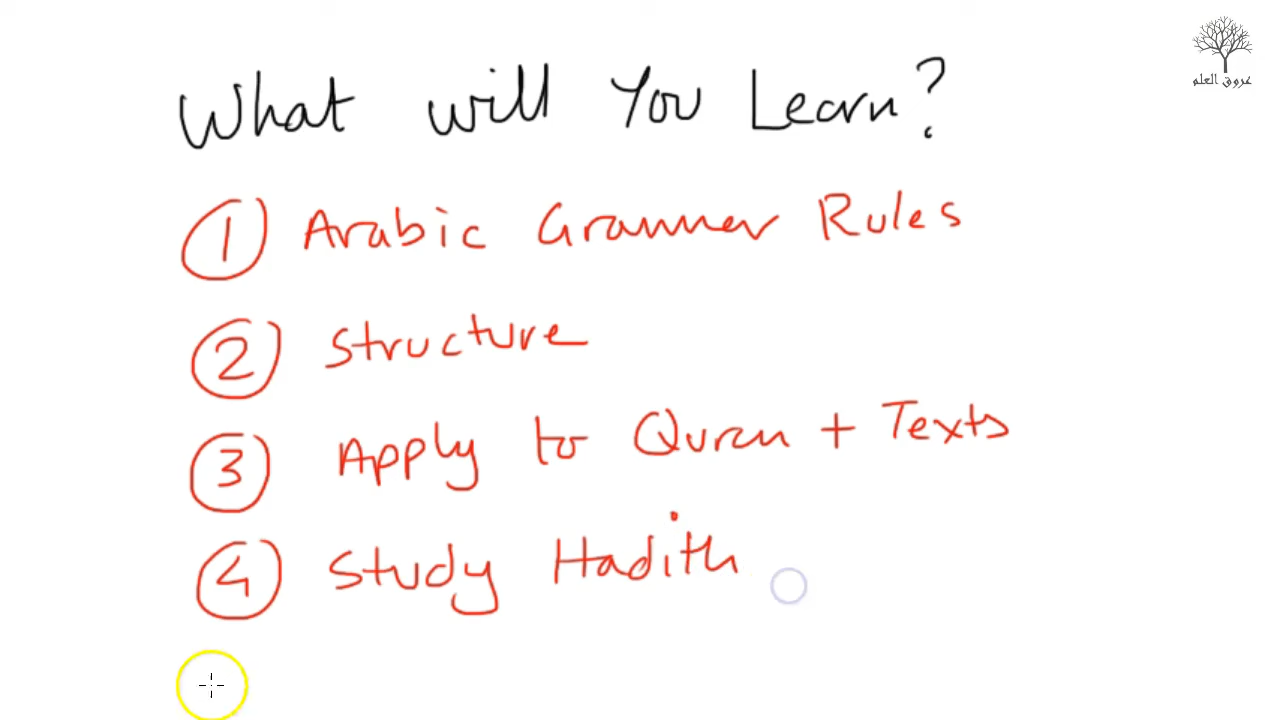 عروق العلم
What will You Learn?
1 Arabic Grammer Rules
2 Structure
3 Apply to Quran + Texts
4 Study Hadith